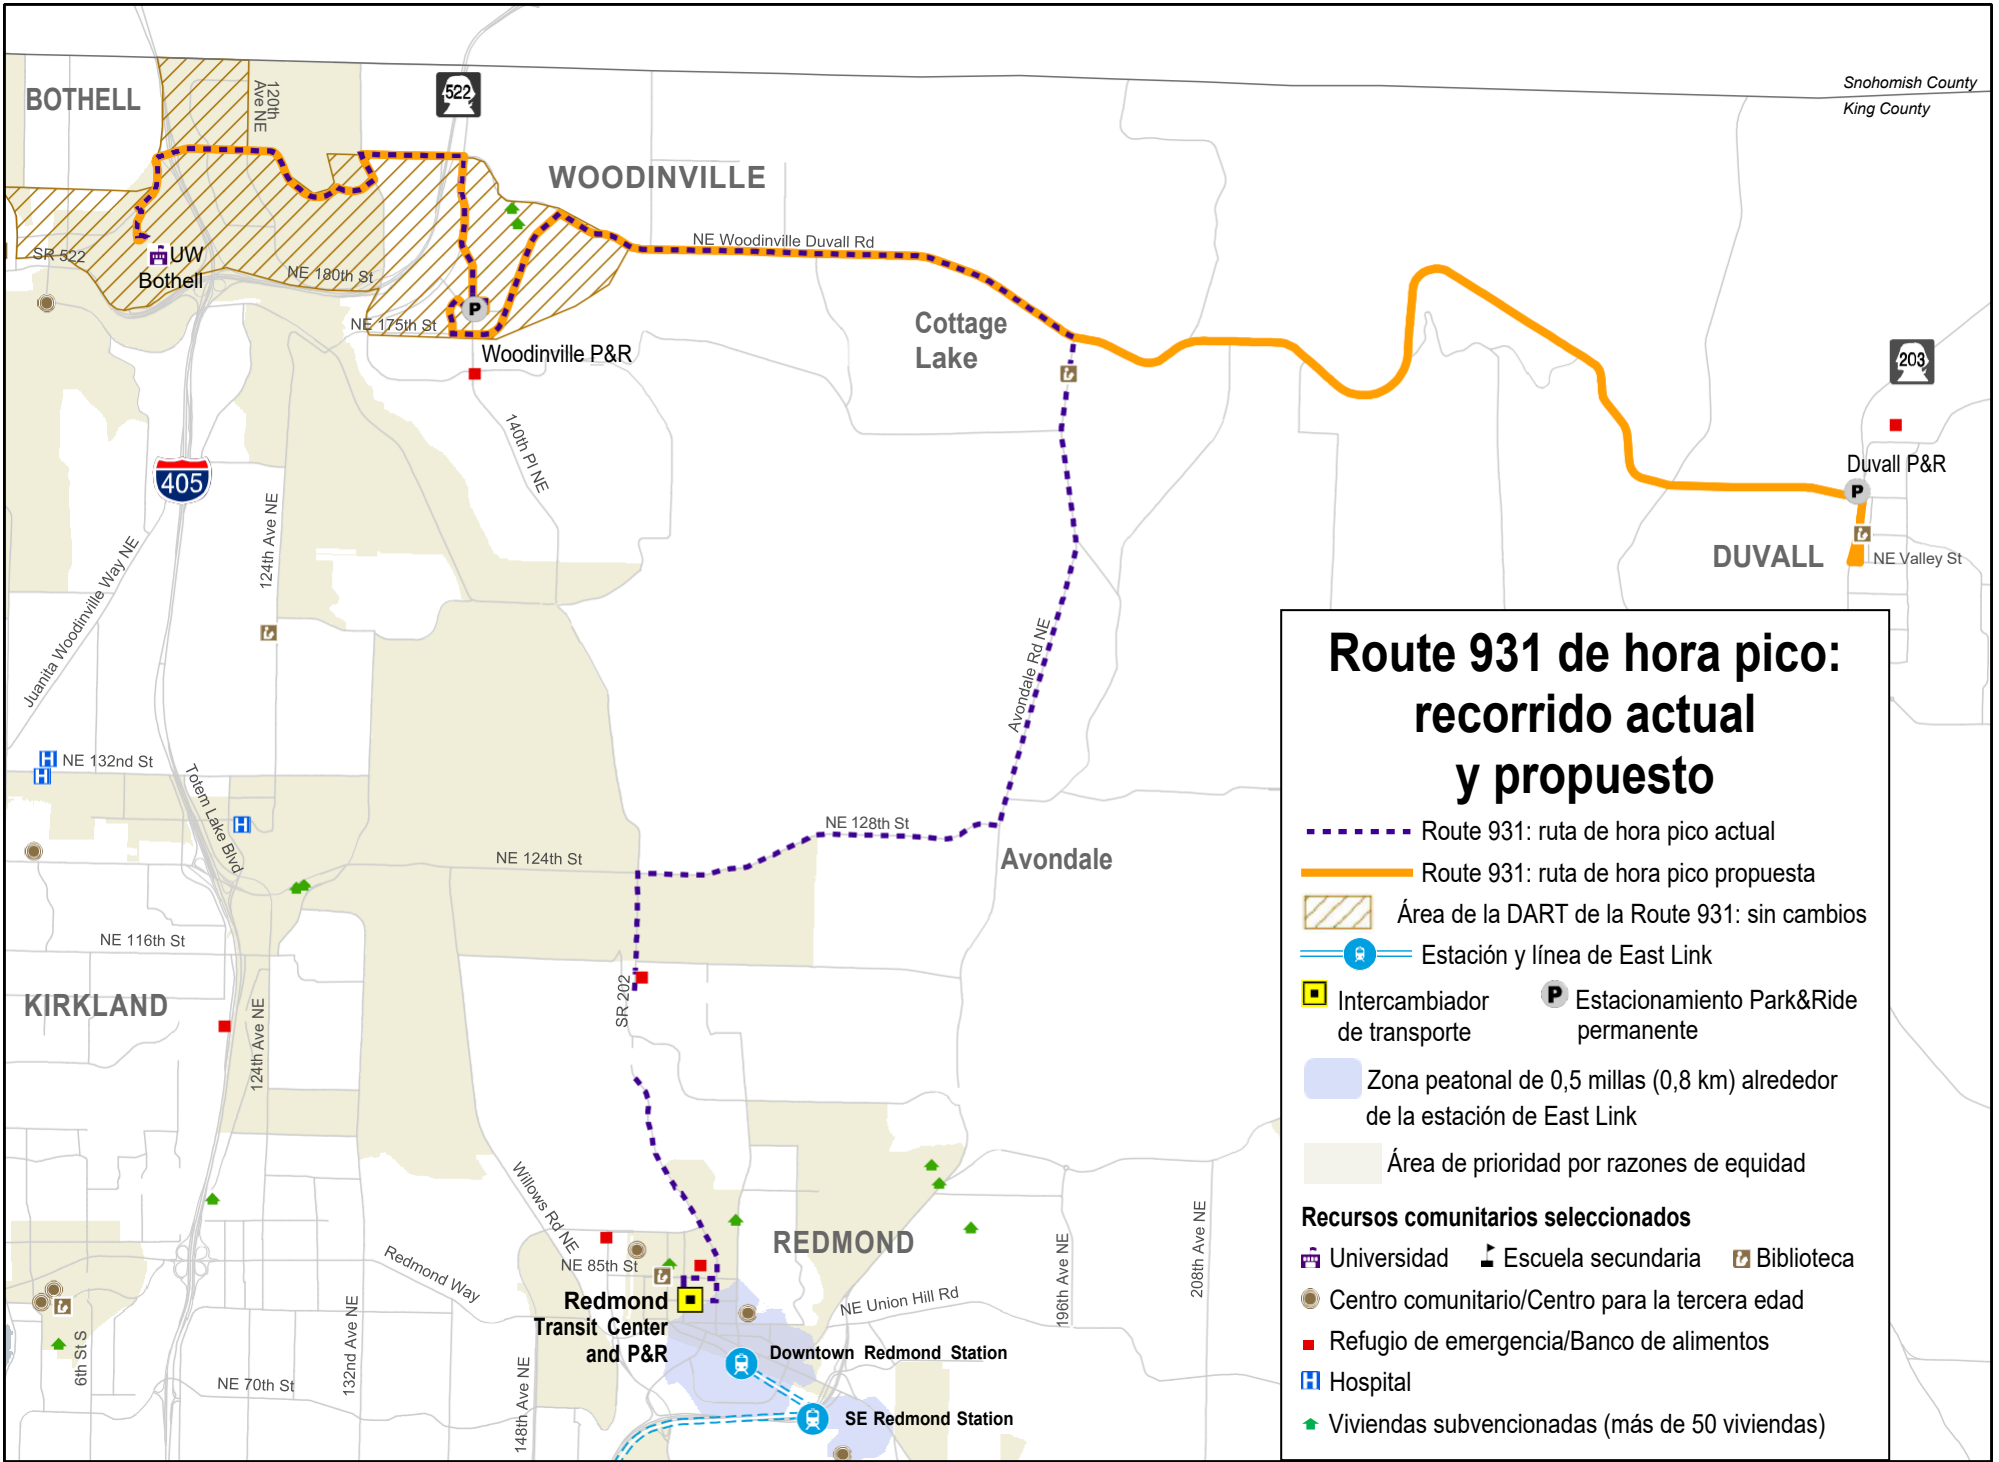 Snohomish County
King County
BOTHELL
120th
Ave NE
522
WOODINVILLE
SR 522
UW
Bothell
NE 180th St
NE Woodinville Duvall Rd
NE 175th St
P
Woodinville P&R
Cottage
Lake
203
Duvall P&R
P
DUVALL
NE Valley St
140th Pl NE
405
124th Ave NE
Juanita Woodinville Way NE
Avondale Rd NE
H
H
NE 132nd St
Totem Lake Blvd
H
NE 128th St
NE 124th St
Avondale
NE 116th St
KIRKLAND
124th Ave NE
SR 202
Willows Rd NE
REDMOND
NE 85th St
Redmond Way
Redmond
Transit Center
and P&R
NE Union Hill Rd
196th Ave NE
208th Ave NE
6th St S
132nd Ave NE
NE 70th St
148th Ave NE
Downtown Redmond Station
SE Redmond Station
Route 931 de hora pico:
recorrido actual
y propuesto
Route 931: ruta de hora pico actual
Route 931: ruta de hora pico propuesta
Área de la DART de la Route 931: sin cambios
Estación y línea de East Link
Intercambiador
de transporte
P Estacionamiento Park&Ride
permanente
Zona peatonal de 0,5 millas (0,8 km) alrededor
de la estación de East Link
Área de prioridad por razones de equidad
Recursos comunitarios seleccionados
Universidad Escuela secundaria Biblioteca
Centro comunitario/Centro para la tercera edad
Refugio de emergencia/Banco de alimentos
H Hospital
Viviendas subvencionadas (más de 50 viviendas)